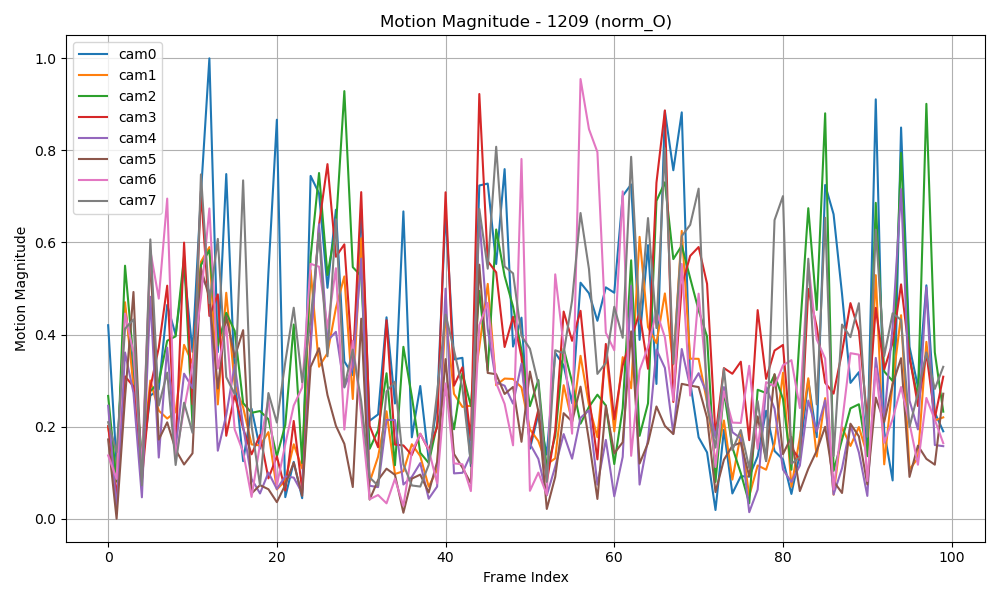 Motion Magnitude - 1209 (norm_O)
cam0
cam1
cam2
cam3
cam4
cam5
cam6
cam7
Motion Magnitude
1.0
0.8
0.6
0.4
0.2
0.0
0 20 40 60 80 100
Frame Index